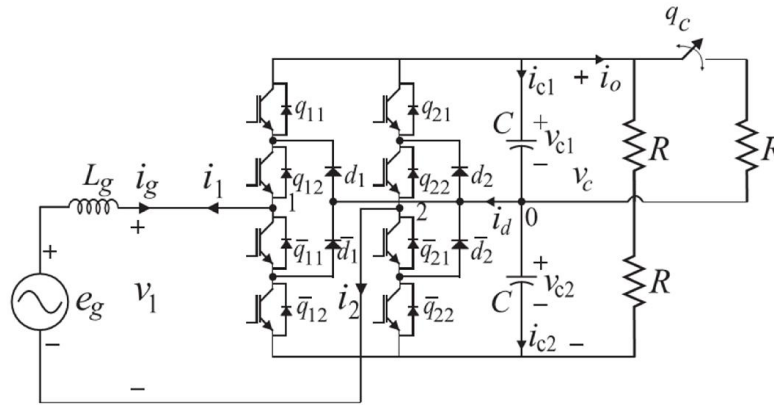 q_c
i_c1 + i_o
q_11 q_21
C + v_c1 −
R R
L_g i_g i_1
q_12 d_1 q_22 d_2 v_c
1 2 i_d 0
+ +
q̅_11 d̅_1 q̅_21 d̅_2
e_g v_1
C + v_c2 −
R
q̅_12 i_2 q̅_22
i_c2 −
− −